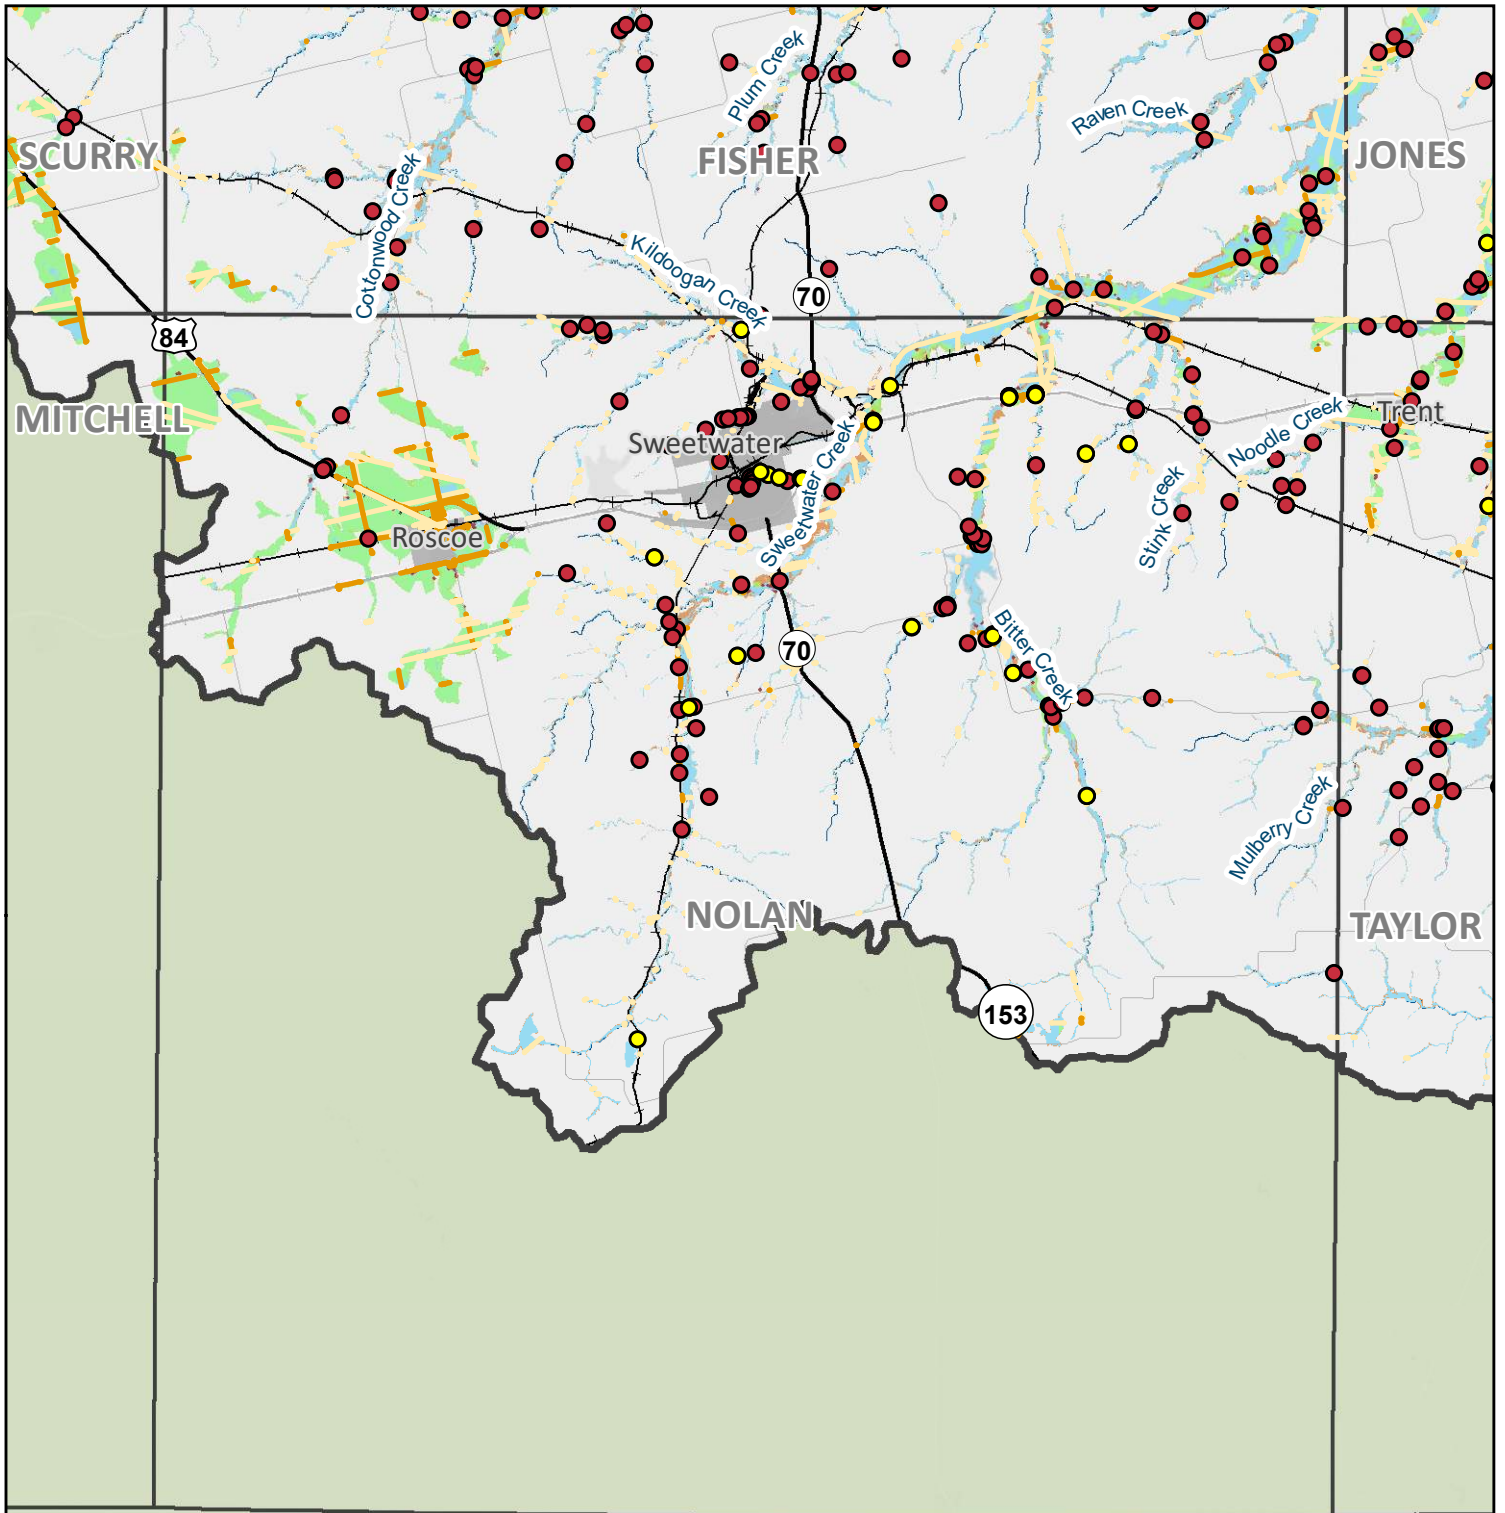 Plum Creek
Raven Creek
SCURRY
FISHER
JONES
Cottonwood Creek
Kildoogan Creek
70
84
MITCHELL
Trent
Noodle Creek
Sweetwater
Sweetwater Creek
Stink Creek
Roscoe
Bitter Creek
70
Mulberry Creek
NOLAN
TAYLOR
153